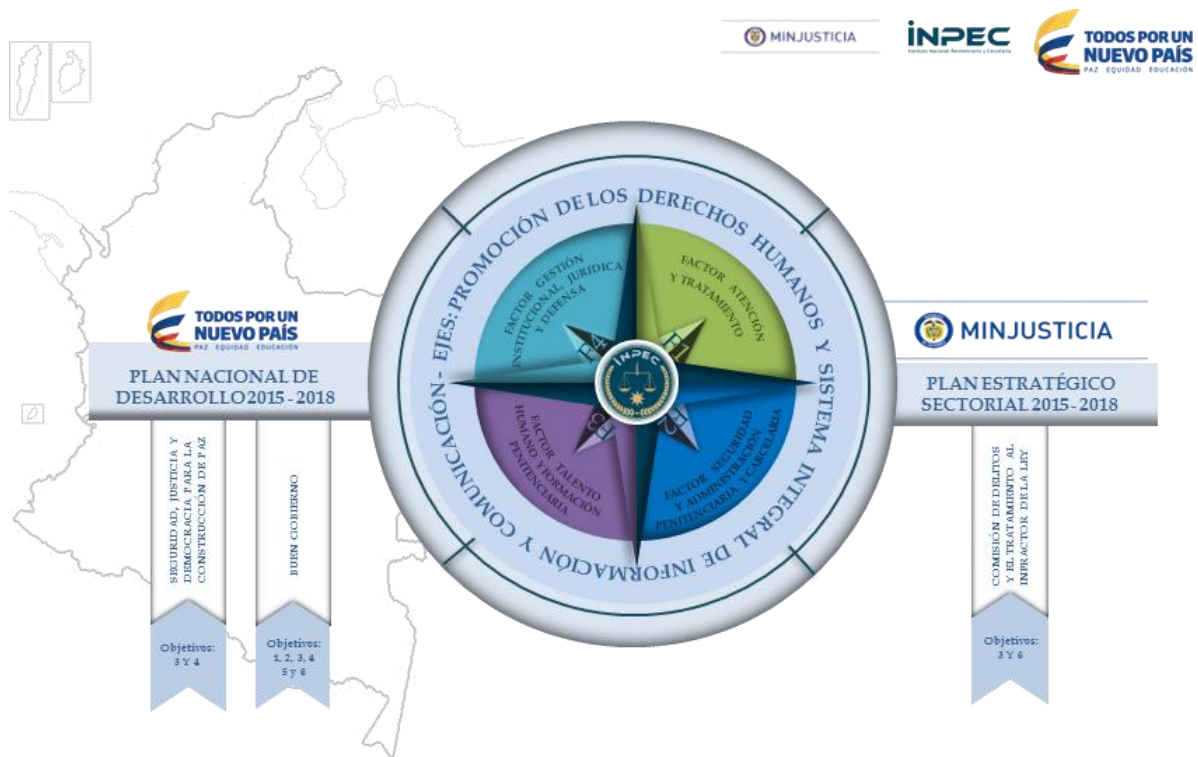 MINJUSTICIA
INPEC
Instituto Nacional Penitenciario y Carcelario
TODOS POR UN
NUEVO PAÍS
PAZ EQUIDAD EDUCACIÓN
TODOS POR UN
NUEVO PAÍS
PAZ EQUIDAD EDUCACIÓN
PLAN NACIONAL DE
DESARROLLO 2015 - 2018
SEGURIDAD, JUSTICIA Y
DEMOCRACIA PARA LA
CONSTRUCCIÓN DE PAZ
Objetivos:
3 Y 4
BUEN GOBIERNO
Objetivos:
1, 2, 3, 4
5 y 6
EJES: PROMOCIÓN DE LOS DERECHOS HUMANOS Y SISTEMA INTEGRAL DE INFORMACIÓN Y COMUNICACIÓN -
FACTOR GESTIÓN
INSTITUCIONAL, JURIDICA
Y DEFENSA
P4
FACTOR ATENCIÓN
Y TRATAMIENTO
P1
INPEC
FACTOR TALENTO
HUMANO Y FORMACIÓN
PENITENCIARIA
P3
FACTOR SEGURIDAD
Y ADMINISTRACIÓN
PENITENCIARIA Y CARCELARIA
P2
MINJUSTICIA
PLAN ESTRATÉGICO
SECTORIAL 2015 - 2018
COMISIÓN DE DELITOS
Y EL TRATAMIENTO AL
INFRACTOR DE LA LEY
Objetivos:
3 Y 6